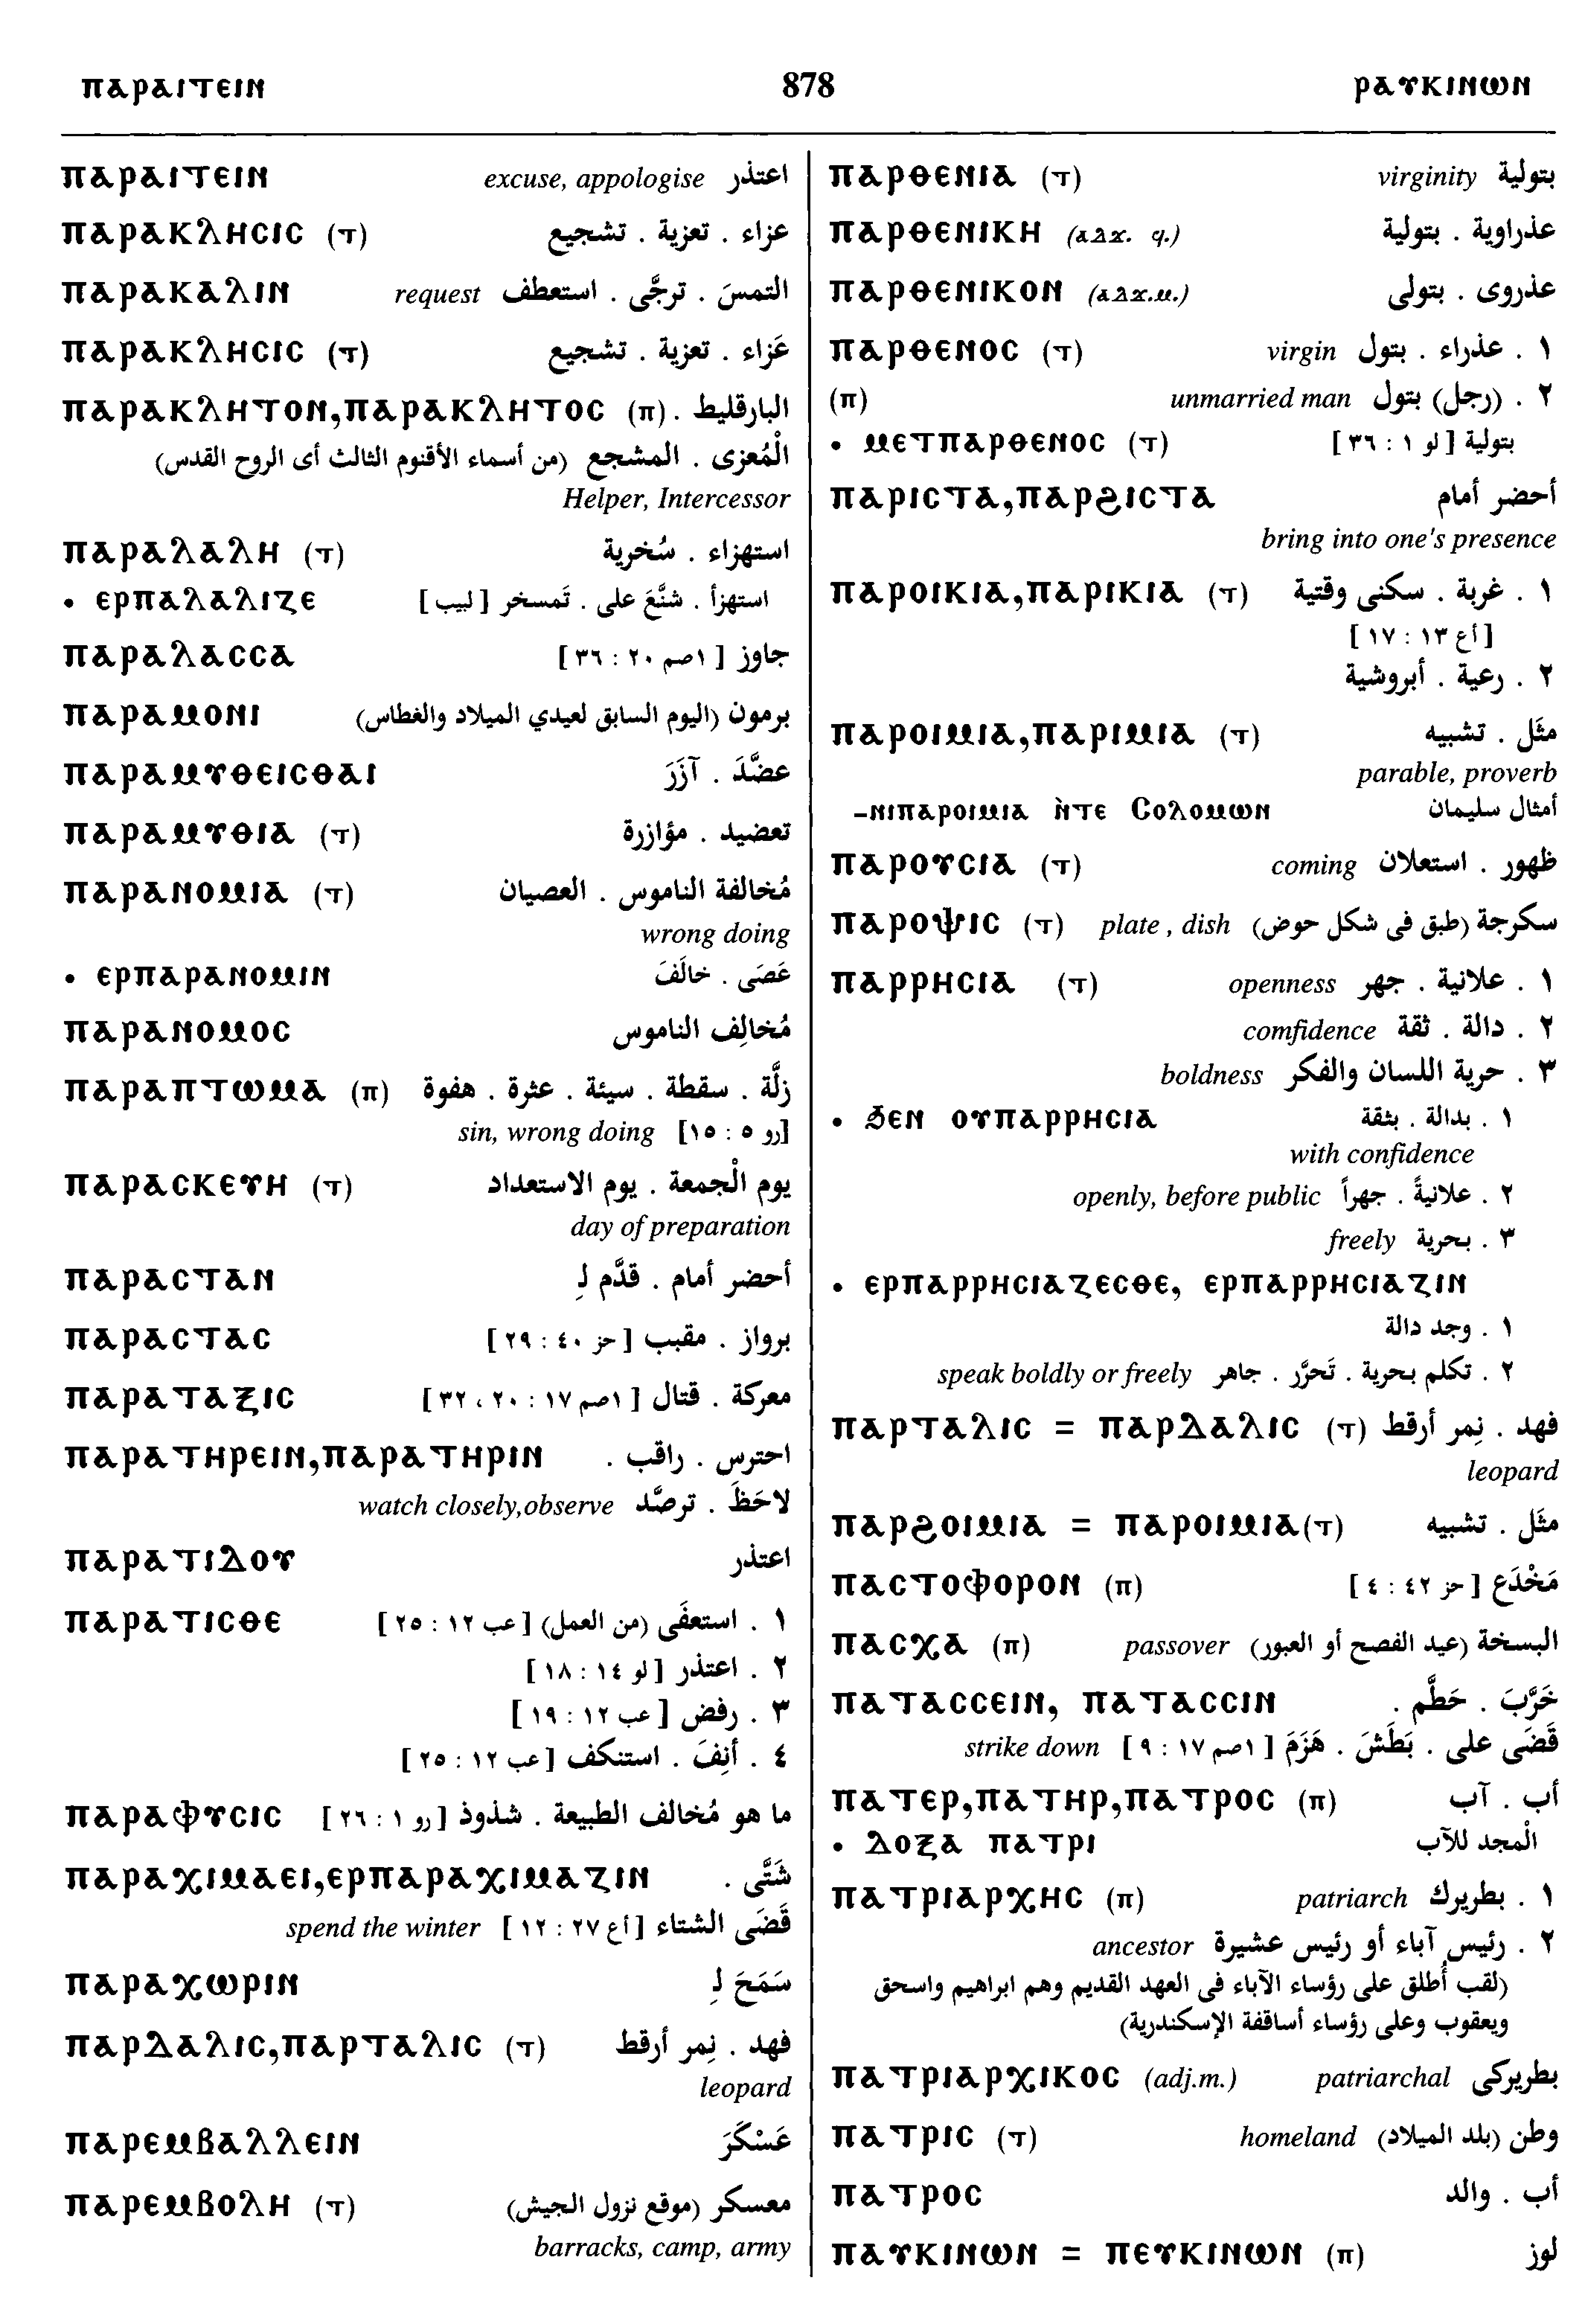 ⲡⲁⲣⲁⲓⲧⲉⲓⲛ 878 ⲣⲁⲩⲕⲓⲛⲱⲛ
ⲡⲁⲣⲁⲓⲧⲉⲓⲛ excuse, appologise اعتذر
ⲡⲁⲣⲁⲕⲗⲏⲥⲓⲥ (ⲧ) عزاء . تعزية . تشجيع
ⲡⲁⲣⲁⲕⲁⲗⲓⲛ request التمسَ . ترجَّى . استعطف
ⲡⲁⲣⲁⲕⲗⲏⲥⲓⲥ (ⲧ) عَزاء . تعزية . تشجيع
ⲡⲁⲣⲁⲕⲗⲏⲧⲟⲛ,ⲡⲁⲣⲁⲕⲗⲏⲧⲟⲥ (ⲡ) البارقليط .
الْمُعزى . المشجع (من أسماء الأقنوم الثالث أى الروح القدس)
Helper, Intercessor
ⲡⲁⲣⲁⲗⲁⲗⲏ (ⲧ) استهزاء . سُخرية
• ⲉⲣⲡⲁⲗⲁⲗⲓⲍⲉ استهزأ . شنَّعَ على . تَمسخر [لبيب]
ⲡⲁⲣⲁⲗⲁⲥⲥⲁ جاوز [١صم ٢٠ : ٣٦]
ⲡⲁⲣⲁⲙⲟⲛⲓ برمون (اليوم السابق لعيدي الميلاد والغطاس)
ⲡⲁⲣⲁⲙⲩⲑⲉⲓⲥⲑⲁⲓ عضَّدَ . آزَرَ
ⲡⲁⲣⲁⲙⲩⲑⲓⲁ (ⲧ) تعضيد . مؤازرة
ⲡⲁⲣⲁⲛⲟⲙⲓⲁ (ⲧ) مُخالفة الناموس . العصيان
wrong doing
• ⲉⲣⲡⲁⲣⲁⲛⲟⲙⲓⲛ عَصَى . خالَفَ
ⲡⲁⲣⲁⲛⲟⲙⲟⲥ مُخالِف الناموس
ⲡⲁⲣⲁⲡⲧⲱⲙⲁ (ⲡ) زلَّة . سقطة . سيئة . عثرة . هفوة
sin, wrong doing [رو ٥ : ١٥]
ⲡⲁⲣⲁⲥⲕⲉⲩⲏ (ⲧ) يوم الْجمعة . يوم الاستعداد
day of preparation
ⲡⲁⲣⲁⲥⲧⲁⲛ أحضر أمام . قدَّم لِـ
ⲡⲁⲣⲁⲥⲧⲁⲥ برواز . مقبب [حز ٤٠ : ٢٩]
ⲡⲁⲣⲁⲧⲁⲝⲓⲥ معركة . قتال [١صم ١٧ : ٢٠ ، ٣٢]
ⲡⲁⲣⲁⲧⲏⲣⲉⲓⲛ,ⲡⲁⲣⲁⲧⲏⲣⲓⲛ احترس . راقب .
watch closely,observe لاحَظَ . ترصَّد
ⲡⲁⲣⲁⲧⲓⲇⲟⲩ اعتذر
ⲡⲁⲣⲁⲧⲓⲥⲑⲉ ١ . استعفَى (من العمل) [عب ١٢ : ٢٥]
٢ . اعتذر [لو ١٤ : ١٨]
٣ . رفض [عب ١٢ : ١٩]
٤ . أنِفَ . استنكف [عب ١٢ : ٢٥]
ⲡⲁⲣⲁⲫⲩⲥⲓⲥ ما هو مُخالف الطبيعة . شذوذ [رو ١ : ٢٦]
ⲡⲁⲣⲁⲭⲓⲙⲁⲉⲓ,ⲉⲣⲡⲁⲣⲁⲭⲓⲙⲁⲍⲓⲛ شَتَّى .
spend the winter قَضَى الشتاء [أع ٢٧ : ١٢]
ⲡⲁⲣⲁⲭⲱⲣⲓⲛ سَمَحَ لِـ
ⲡⲁⲣⲇⲁⲗⲓⲥ,ⲡⲁⲣⲧⲁⲗⲓⲥ (ⲧ) فهد . نِمر أرقط
leopard
ⲡⲁⲣⲉⲙⲃⲁⲗⲗⲉⲓⲛ عَسْكَرَ
ⲡⲁⲣⲉⲙⲃⲟⲗⲏ (ⲧ) معسكر (موقع نزول الجيش)
barracks, camp, army
ⲡⲁⲣⲑⲉⲛⲓⲁ (ⲧ) virginity بتولية
ⲡⲁⲣⲑⲉⲛⲓⲕⲏ (ⲁⲇϫ. ϥ.) عذراوية . بتولية
ⲡⲁⲣⲑⲉⲛⲓⲕⲟⲛ (ⲁⲇϫ.ⲙ.) عذروى . بتولى
ⲡⲁⲣⲑⲉⲛⲟⲥ (ⲧ) virgin ١ . عذراء . بتول
(ⲡ) unmarried man ٢ . (رجل) بتول
• ⲙⲉⲧⲡⲁⲣⲑⲉⲛⲟⲥ (ⲧ) بتولية [لو ١ : ٣٦]
ⲡⲁⲣⲓⲥⲧⲁ,ⲡⲁⲣϩⲓⲥⲧⲁ أحضر أمام
bring into one's presence
ⲡⲁⲣⲟⲓⲕⲓⲁ,ⲡⲁⲣⲓⲕⲓⲁ (ⲧ) ١ . غربة . سكنى وقتية
[أع ١٣ : ١٧]
٢ . رعية . أبروشية
ⲡⲁⲣⲟⲓⲙⲓⲁ,ⲡⲁⲣⲓⲙⲓⲁ (ⲧ) مثَل . تشبيه
parable, proverb
-ⲛⲓⲡⲁⲣⲟⲓⲙⲓⲁ ⲛ̀ⲧⲉ Ⲥⲟⲗⲟⲙⲱⲛ أمثال سليمان
ⲡⲁⲣⲟⲩⲥⲓⲁ (ⲧ) coming ظهور . استعلان
ⲡⲁⲣⲟⲯⲓⲥ (ⲧ) plate , dish سكرجة (طبق فى شكل حوض)
ⲡⲁⲣⲣⲏⲥⲓⲁ (ⲧ) openness ١ . علانية . جهر
comfidence ٢ . دالة . ثقة
boldness ٣ . حرية اللسان والفكر
• ϧⲉⲛ ⲟⲩⲡⲁⲣⲣⲏⲥⲓⲁ ١ . بدالة . بثقة
with confidence
openly, before public ٢ . علانيةً . جهراً
freely ٣ . بحرية
• ⲉⲣⲡⲁⲣⲣⲏⲥⲓⲁⲍⲉⲥⲑⲉ, ⲉⲣⲡⲁⲣⲣⲏⲥⲓⲁⲍⲓⲛ
١ . وجد دالة
speak boldly or freely ٢ . تكلم بحرية . تَحرَّر . جاهر
ⲡⲁⲣⲧⲁⲗⲓⲥ = ⲡⲁⲣⲇⲁⲗⲓⲥ (ⲧ) فهد . نِمر أرقط
leopard
ⲡⲁⲣϩⲟⲓⲙⲓⲁ = ⲡⲁⲣⲟⲓⲙⲓⲁ(ⲧ) مثَل . تشبيه
ⲡⲁⲥⲧⲟⲫⲟⲣⲟⲛ (ⲡ) مَخْدَع [حز ٤٢ : ٤]
ⲡⲁⲥⲭⲁ (ⲡ) passover البسخة (عيد الفصح أو العبور)
ⲡⲁⲧⲁⲥⲥⲉⲓⲛ, ⲡⲁⲧⲁⲥⲥⲓⲛ خَرَّبَ . حَطَّم .
strike down قَضَى على . بَطَشَ . هَزَمَ [١صم ١٧ : ٩]
ⲡⲁⲧⲉⲣ,ⲡⲁⲧⲏⲣ,ⲡⲁⲧⲣⲟⲥ (ⲡ) أب . آب
• ⲇⲟⲝⲁ ⲡⲁⲧⲣⲓ الْمجد للآب
ⲡⲁⲧⲣⲓⲁⲣⲭⲏⲥ (ⲡ) patriarch ١ . بطريرك
ancestor ٢ . رئيس آباء أو رئيس عشيرة
(لقب أُطلق على رؤساء الآباء فى العهد القديم وهم ابراهيم واسحق
ويعقوب وعلى رؤساء أساقفة الإسكندرية)
ⲡⲁⲧⲣⲓⲁⲣⲭⲓⲕⲟⲥ (adj.m.) patriarchal بطريركى
ⲡⲁⲧⲣⲓⲥ (ⲧ) homeland وطن (بلد الميلاد)
ⲡⲁⲧⲣⲟⲥ أب . والد
ⲡⲁⲩⲕⲓⲛⲱⲛ = ⲡⲉⲩⲕⲓⲛⲱⲛ (ⲡ) لوز